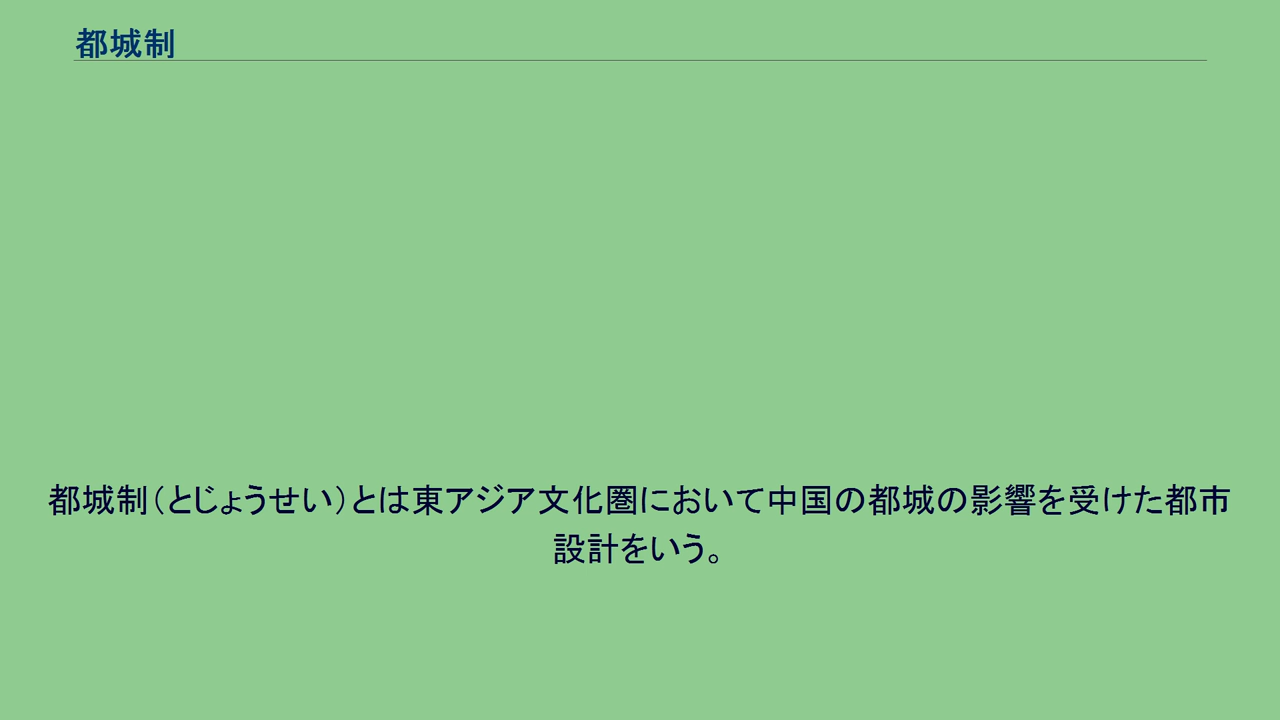 都城制
都城制（とじょうせい）とは東アジア文化圏において中国の都城の影響を受けた都市
設計をいう。